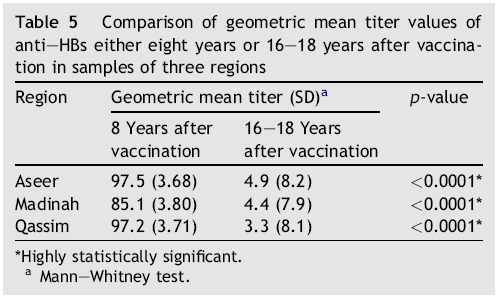 Table 5 Comparison of geometric mean titer values of
anti−HBs either eight years or 16−18 years after vaccina-
tion in samples of three regions
Region Geometric mean titer (SD)a p-value
8 Years after 16−18 Years
vaccination after vaccination
Aseer 97.5 (3.68) 4.9 (8.2) <0.0001*
Madinah 85.1 (3.80) 4.4 (7.9) <0.0001*
Qassim 97.2 (3.71) 3.3 (8.1) <0.0001*
*Highly statistically significant.
a Mann−Whitney test.